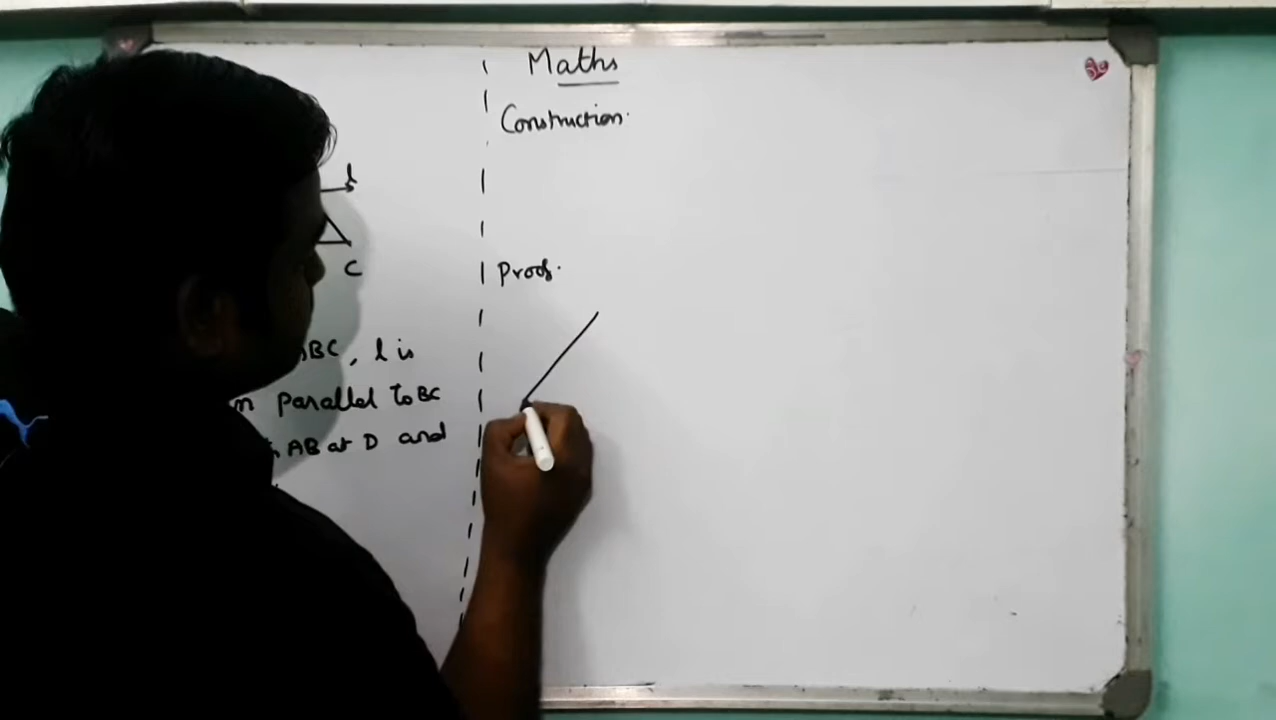 Maths
Construction.
l
Proof.
C
BC, l is
parallel to BC
AB at D and